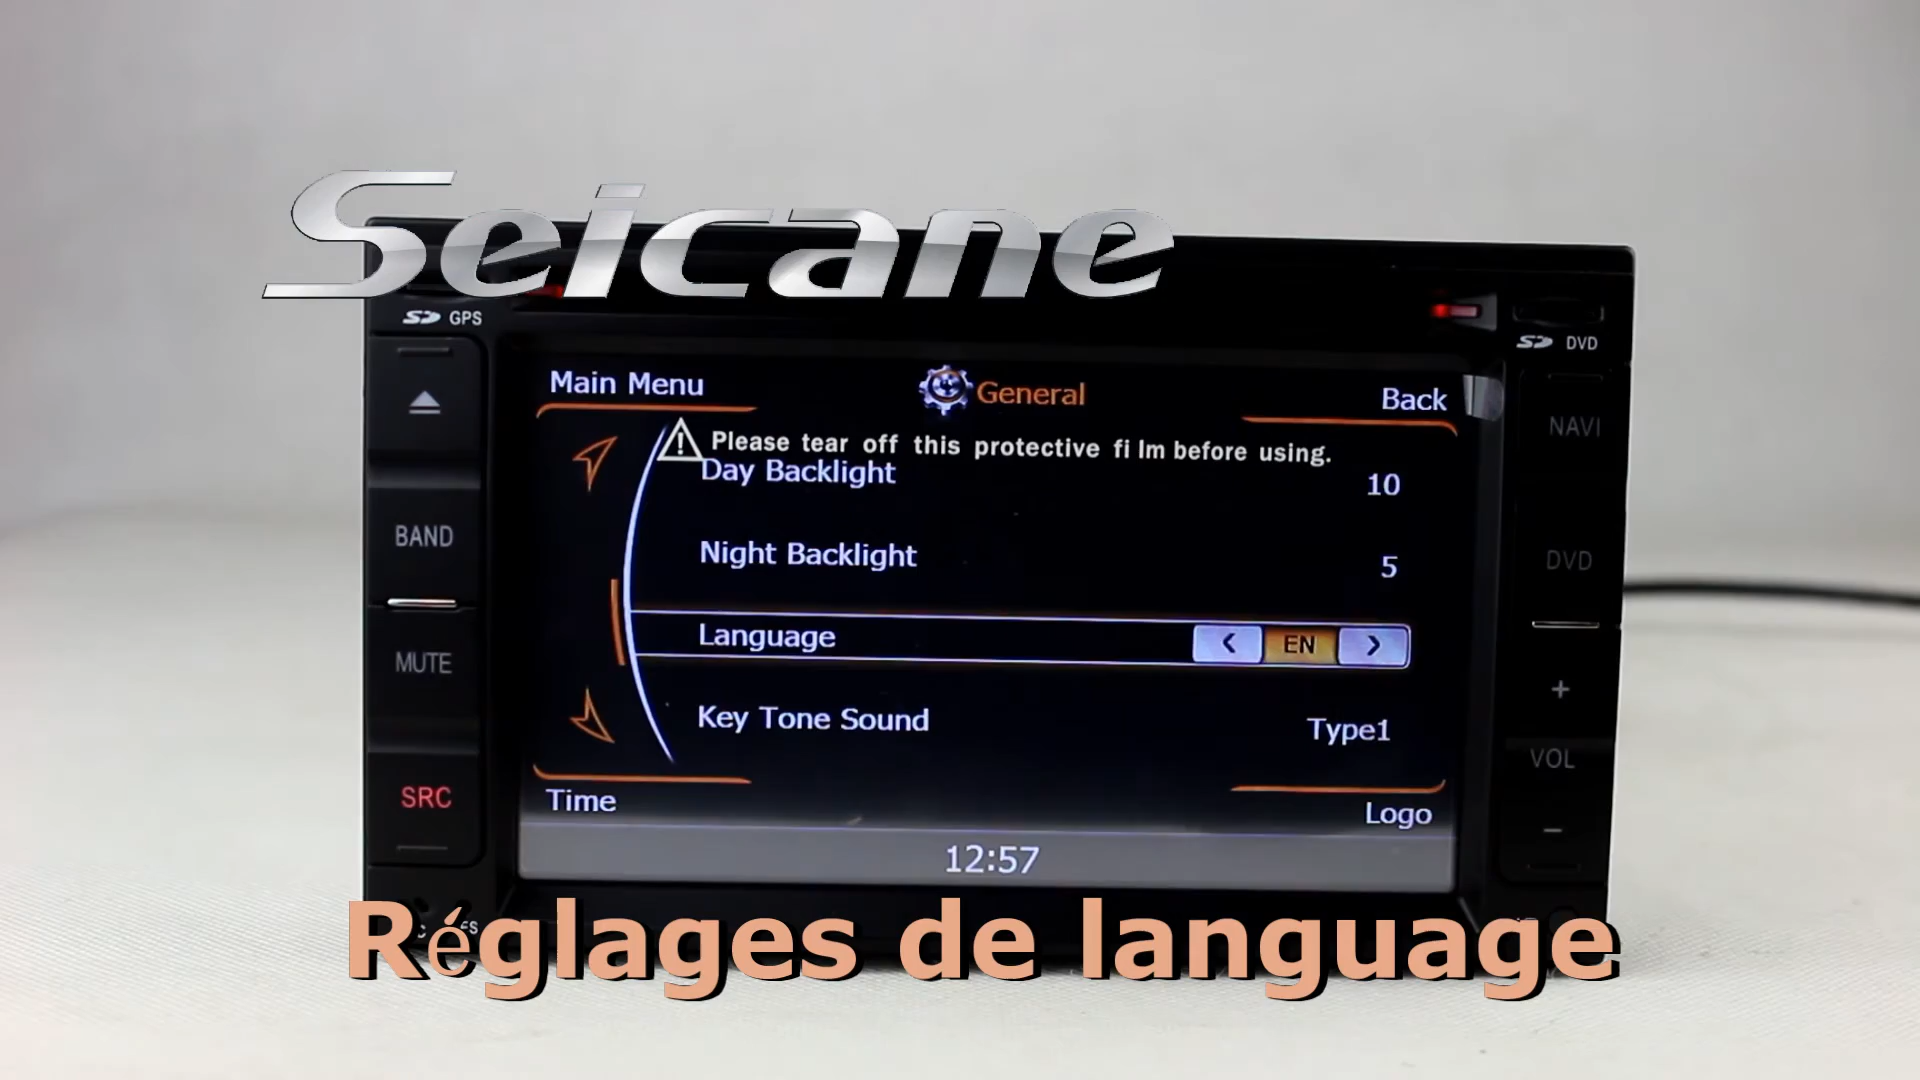 Seicane
GPS
DVD
Main Menu
General
Back
Please tear off this protective fi lm before using.
Day Backlight
10
Night Backlight
5
Language
< EN >
Key Tone Sound
Type1
Time
Logo
12:57
BAND
MUTE
SRC
NAVI
DVD
+
VOL
−
Réglages de language